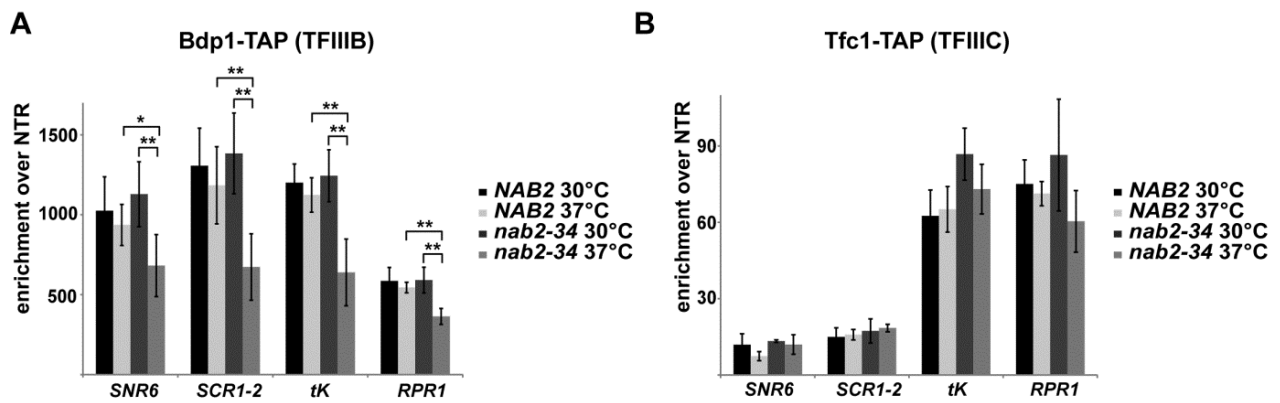 A
Bdp1-TAP (TFIIIB)
enrichment over NTR
1500
1000
500
*
**
**
**
**
**
**
**
SNR6
SCR1-2
tK
RPR1
NAB2 30°C
NAB2 37°C
nab2-34 30°C
nab2-34 37°C
B
Tfc1-TAP (TFIIIC)
enrichment over NTR
90
60
30
SNR6
SCR1-2
tK
RPR1
NAB2 30°C
NAB2 37°C
nab2-34 30°C
nab2-34 37°C